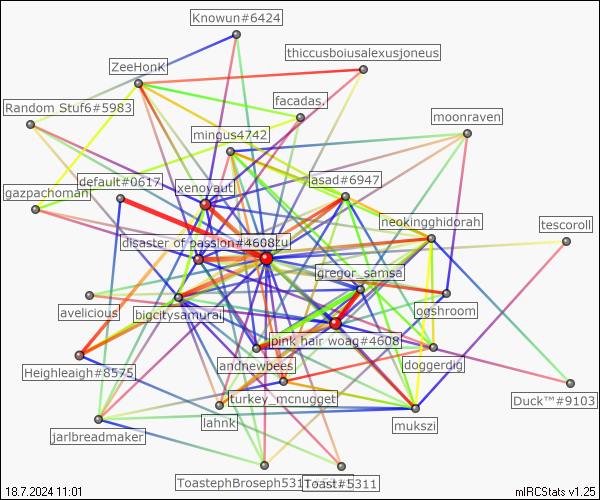 Knowun#6424
thiccusboiusalexusjoneus
ZeeHonK
facadas.
Random Stuf6#5983
moonraven
mingus4742
default#0617
asad#6947
xenoyaut
gazpachoman
neokingghidorah
tescoroll
disaster of passion#4608
zu
gregor_samsa
avelicious
bigcitysamurai
ogshroom
pink hair woag#4608
Heighleaigh#8575
andnewbees
doggerdig
turkey_mcnugget
Duck™#9103
lahnk
mukszi
jarlbreadmaker
ToastephBroseph531
Toast#5311
18.7.2024 11:01
mIRCStats v1.25